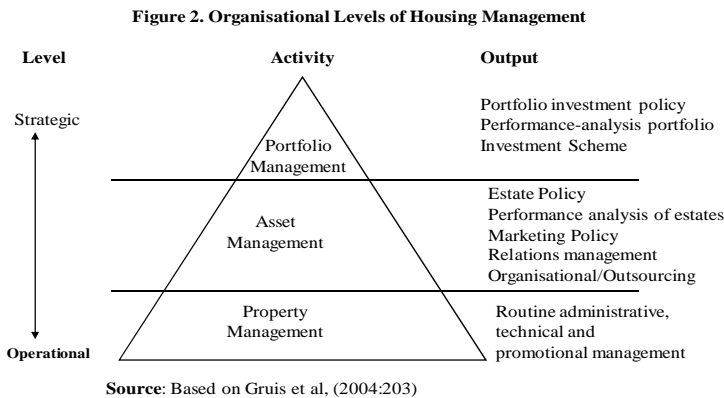 Figure 2. Organisational Levels of Housing Management
Level Activity Output
Strategic
Portfolio
Management
Portfolio investment policy
Performance-analysis portfolio
Investment Scheme
Asset
Management
Estate Policy
Performance analysis of estates
Marketing Policy
Relations management
Organisational/Outsourcing
Operational
Property
Management
Routine administrative,
technical and
promotional management
Source: Based on Gruis et al, (2004:203)